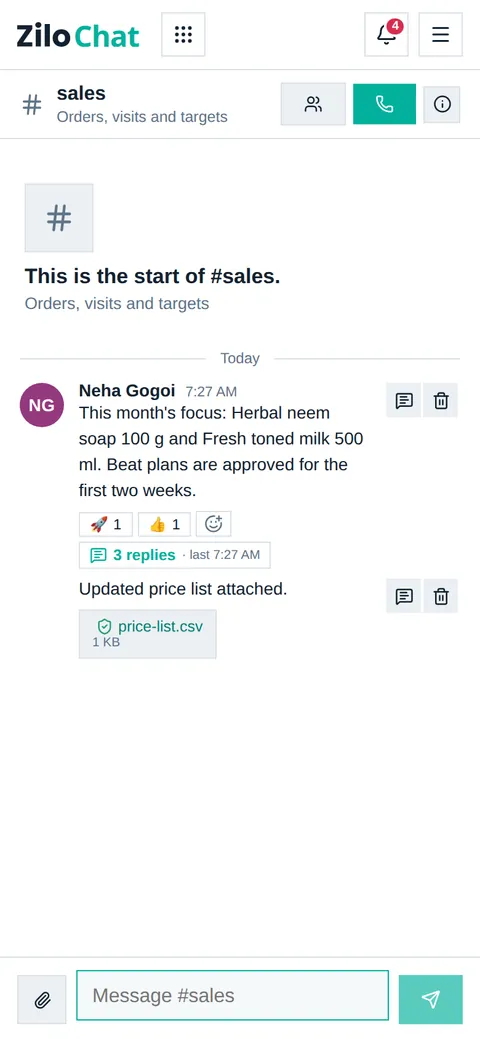 Zilo Chat
4
# sales
Orders, visits and targets
#
This is the start of #sales.
Orders, visits and targets
Today
NG
Neha Gogoi 7:27 AM
This month's focus: Herbal neem
soap 100 g and Fresh toned milk 500
ml. Beat plans are approved for the
first two weeks.
🚀 1 👍 1
3 replies · last 7:27 AM
Updated price list attached.
price-list.csv
1 KB
Message #sales